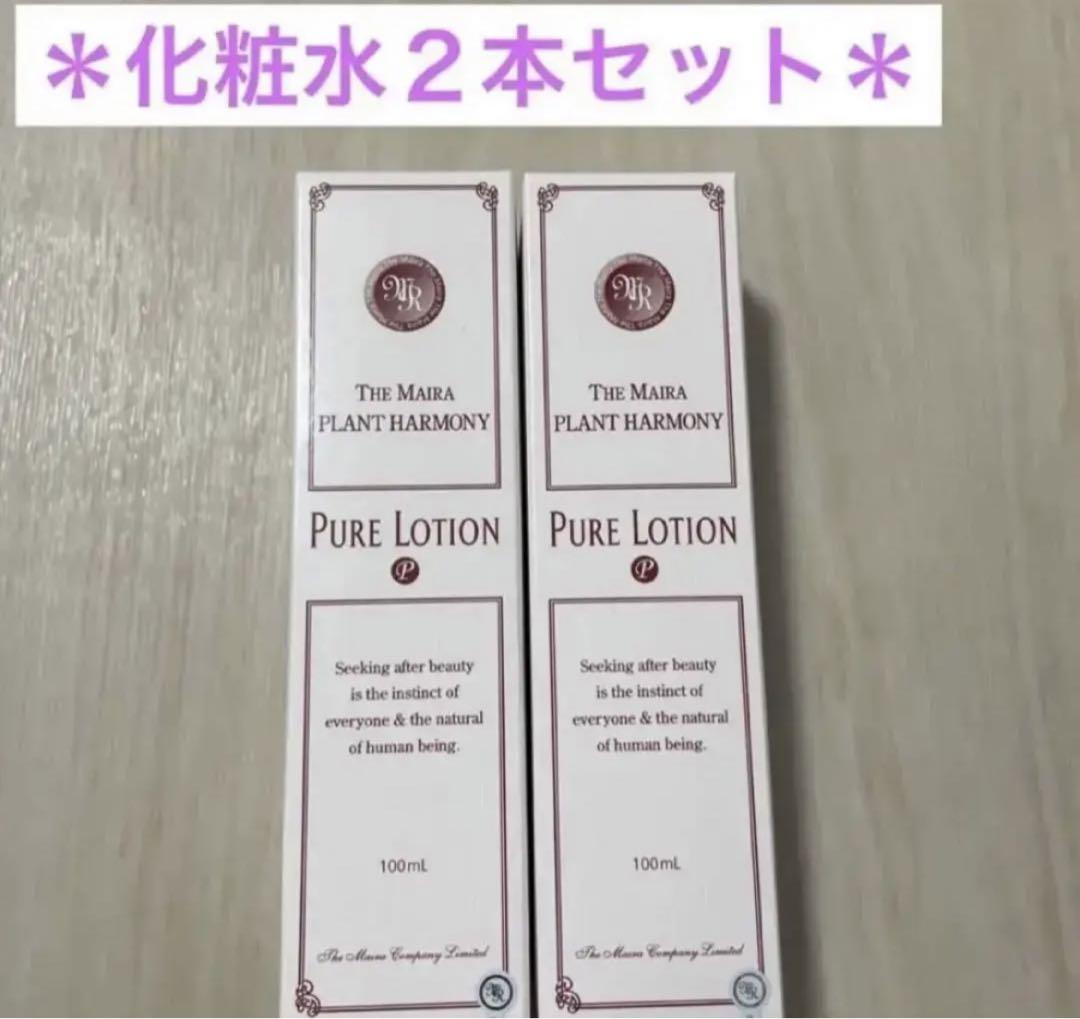 ＊化粧水２本セット＊
THE MAIRA
PLANT HARMONY
PURE LOTION
P
Seeking after beauty
is the instinct of
everyone & the natural
of human being.
100mL
The Maira Company Limited
THE MAIRA
PLANT HARMONY
PURE LOTION
P
Seeking after beauty
is the instinct of
everyone & the natural
of human being.
100mL
The Maira Company Limited